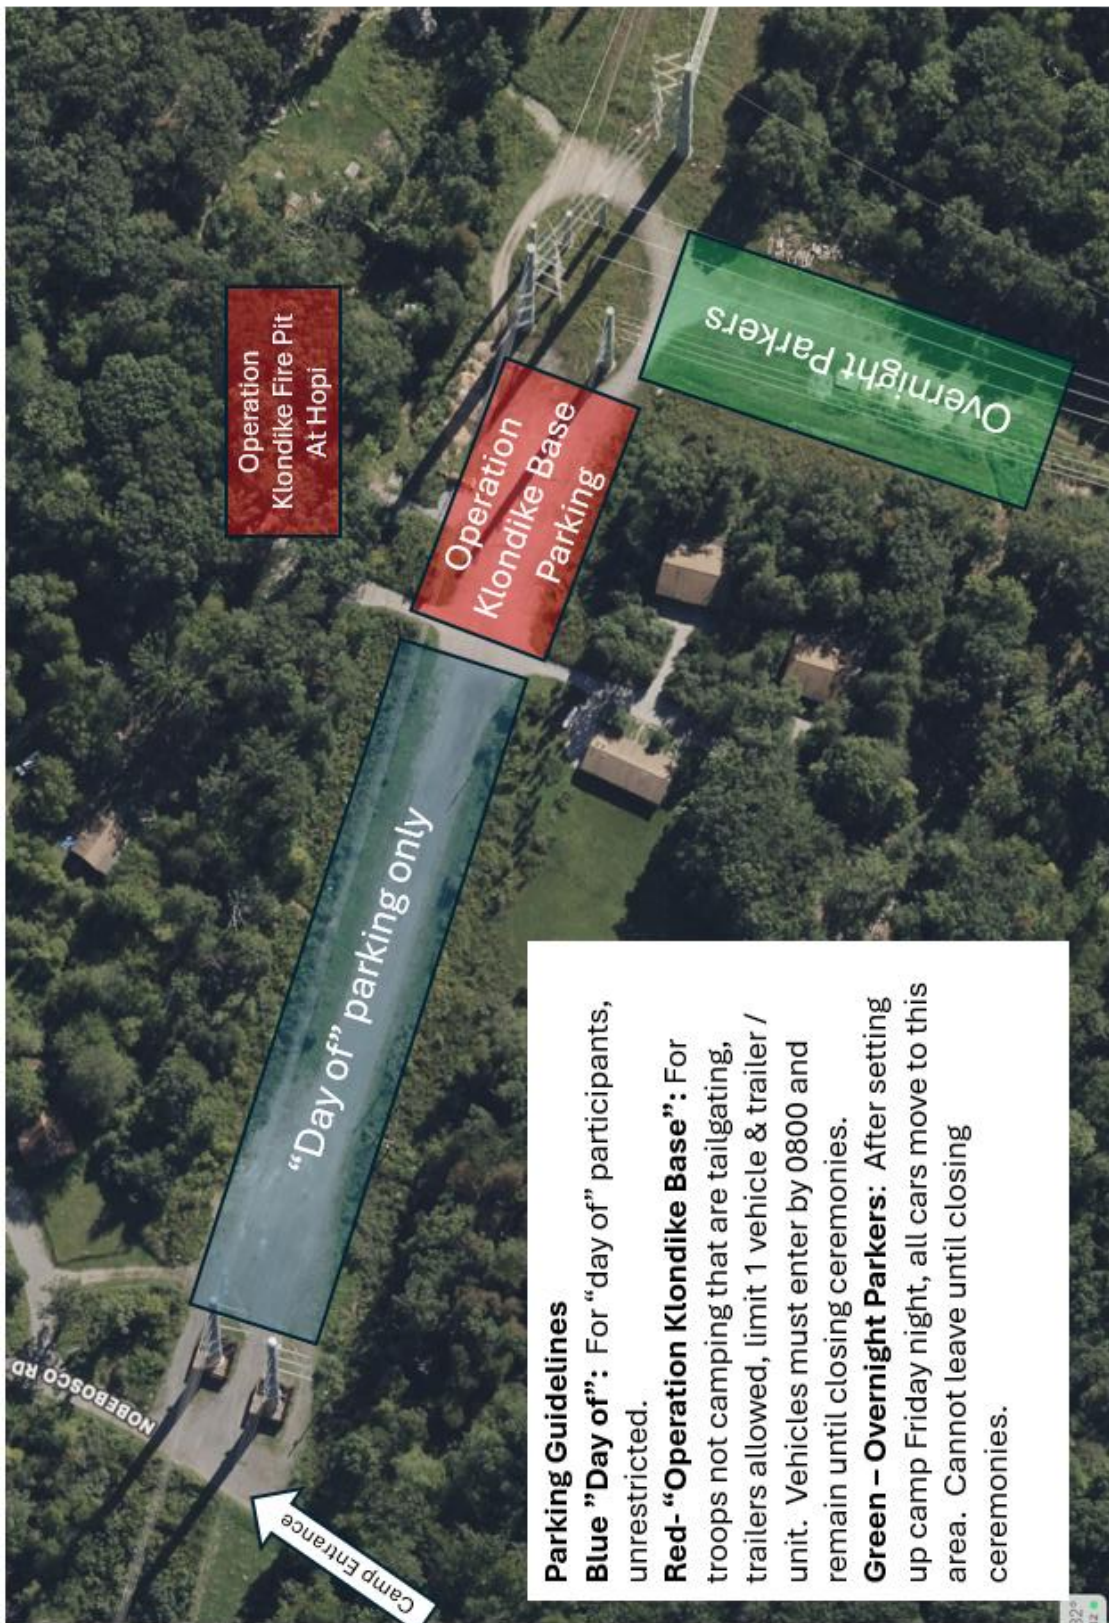 NOBEBOSCO RD
Camp Entrance
“Day of” parking only
Operation
Klondike Base
Parking
Operation
Klondike Fire Pit
At Hopi
Overnight Parkers
Parking Guidelines
Blue ”Day of”: For “day of” participants,
unrestricted.
Red- “Operation Klondike Base”: For
troops not camping that are tailgating,
trailers allowed, limit 1 vehicle & trailer /
unit. Vehicles must enter by 0800 and
remain until closing ceremonies.
Green – Overnight Parkers: After setting
up camp Friday night, all cars move to this
area. Cannot leave until closing
ceremonies.